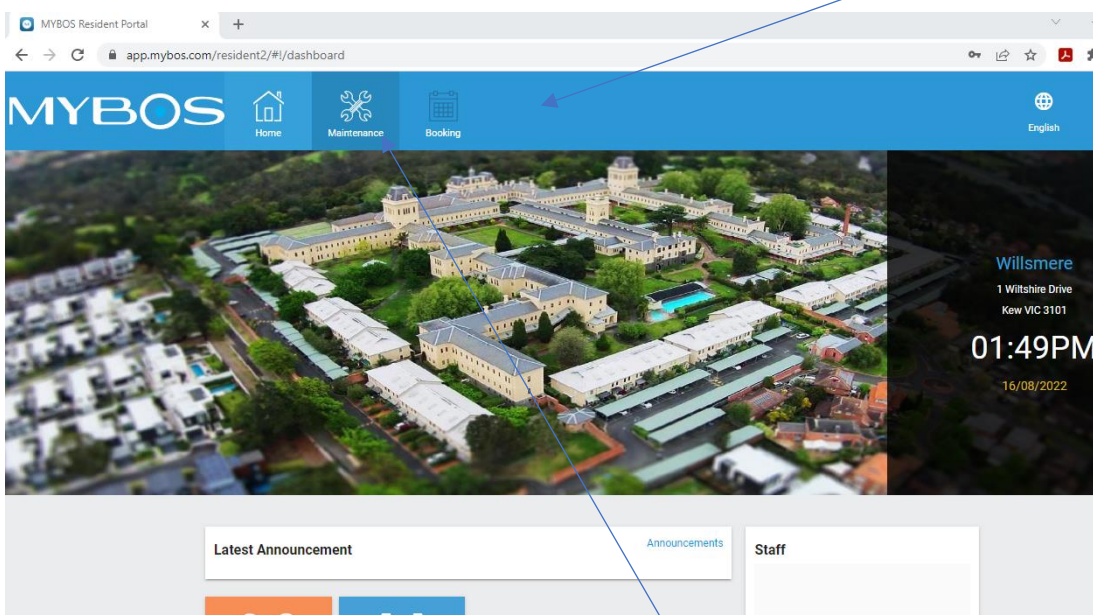 MYBOS Resident Portal
app.mybos.com/resident2/#!/dashboard
MYBOS
Home
Maintenance
Booking
English
Willsmere
1 Wiltshire Drive
Kew VIC 3101
01:49PM
16/08/2022
Latest Announcement
Announcements
Staff